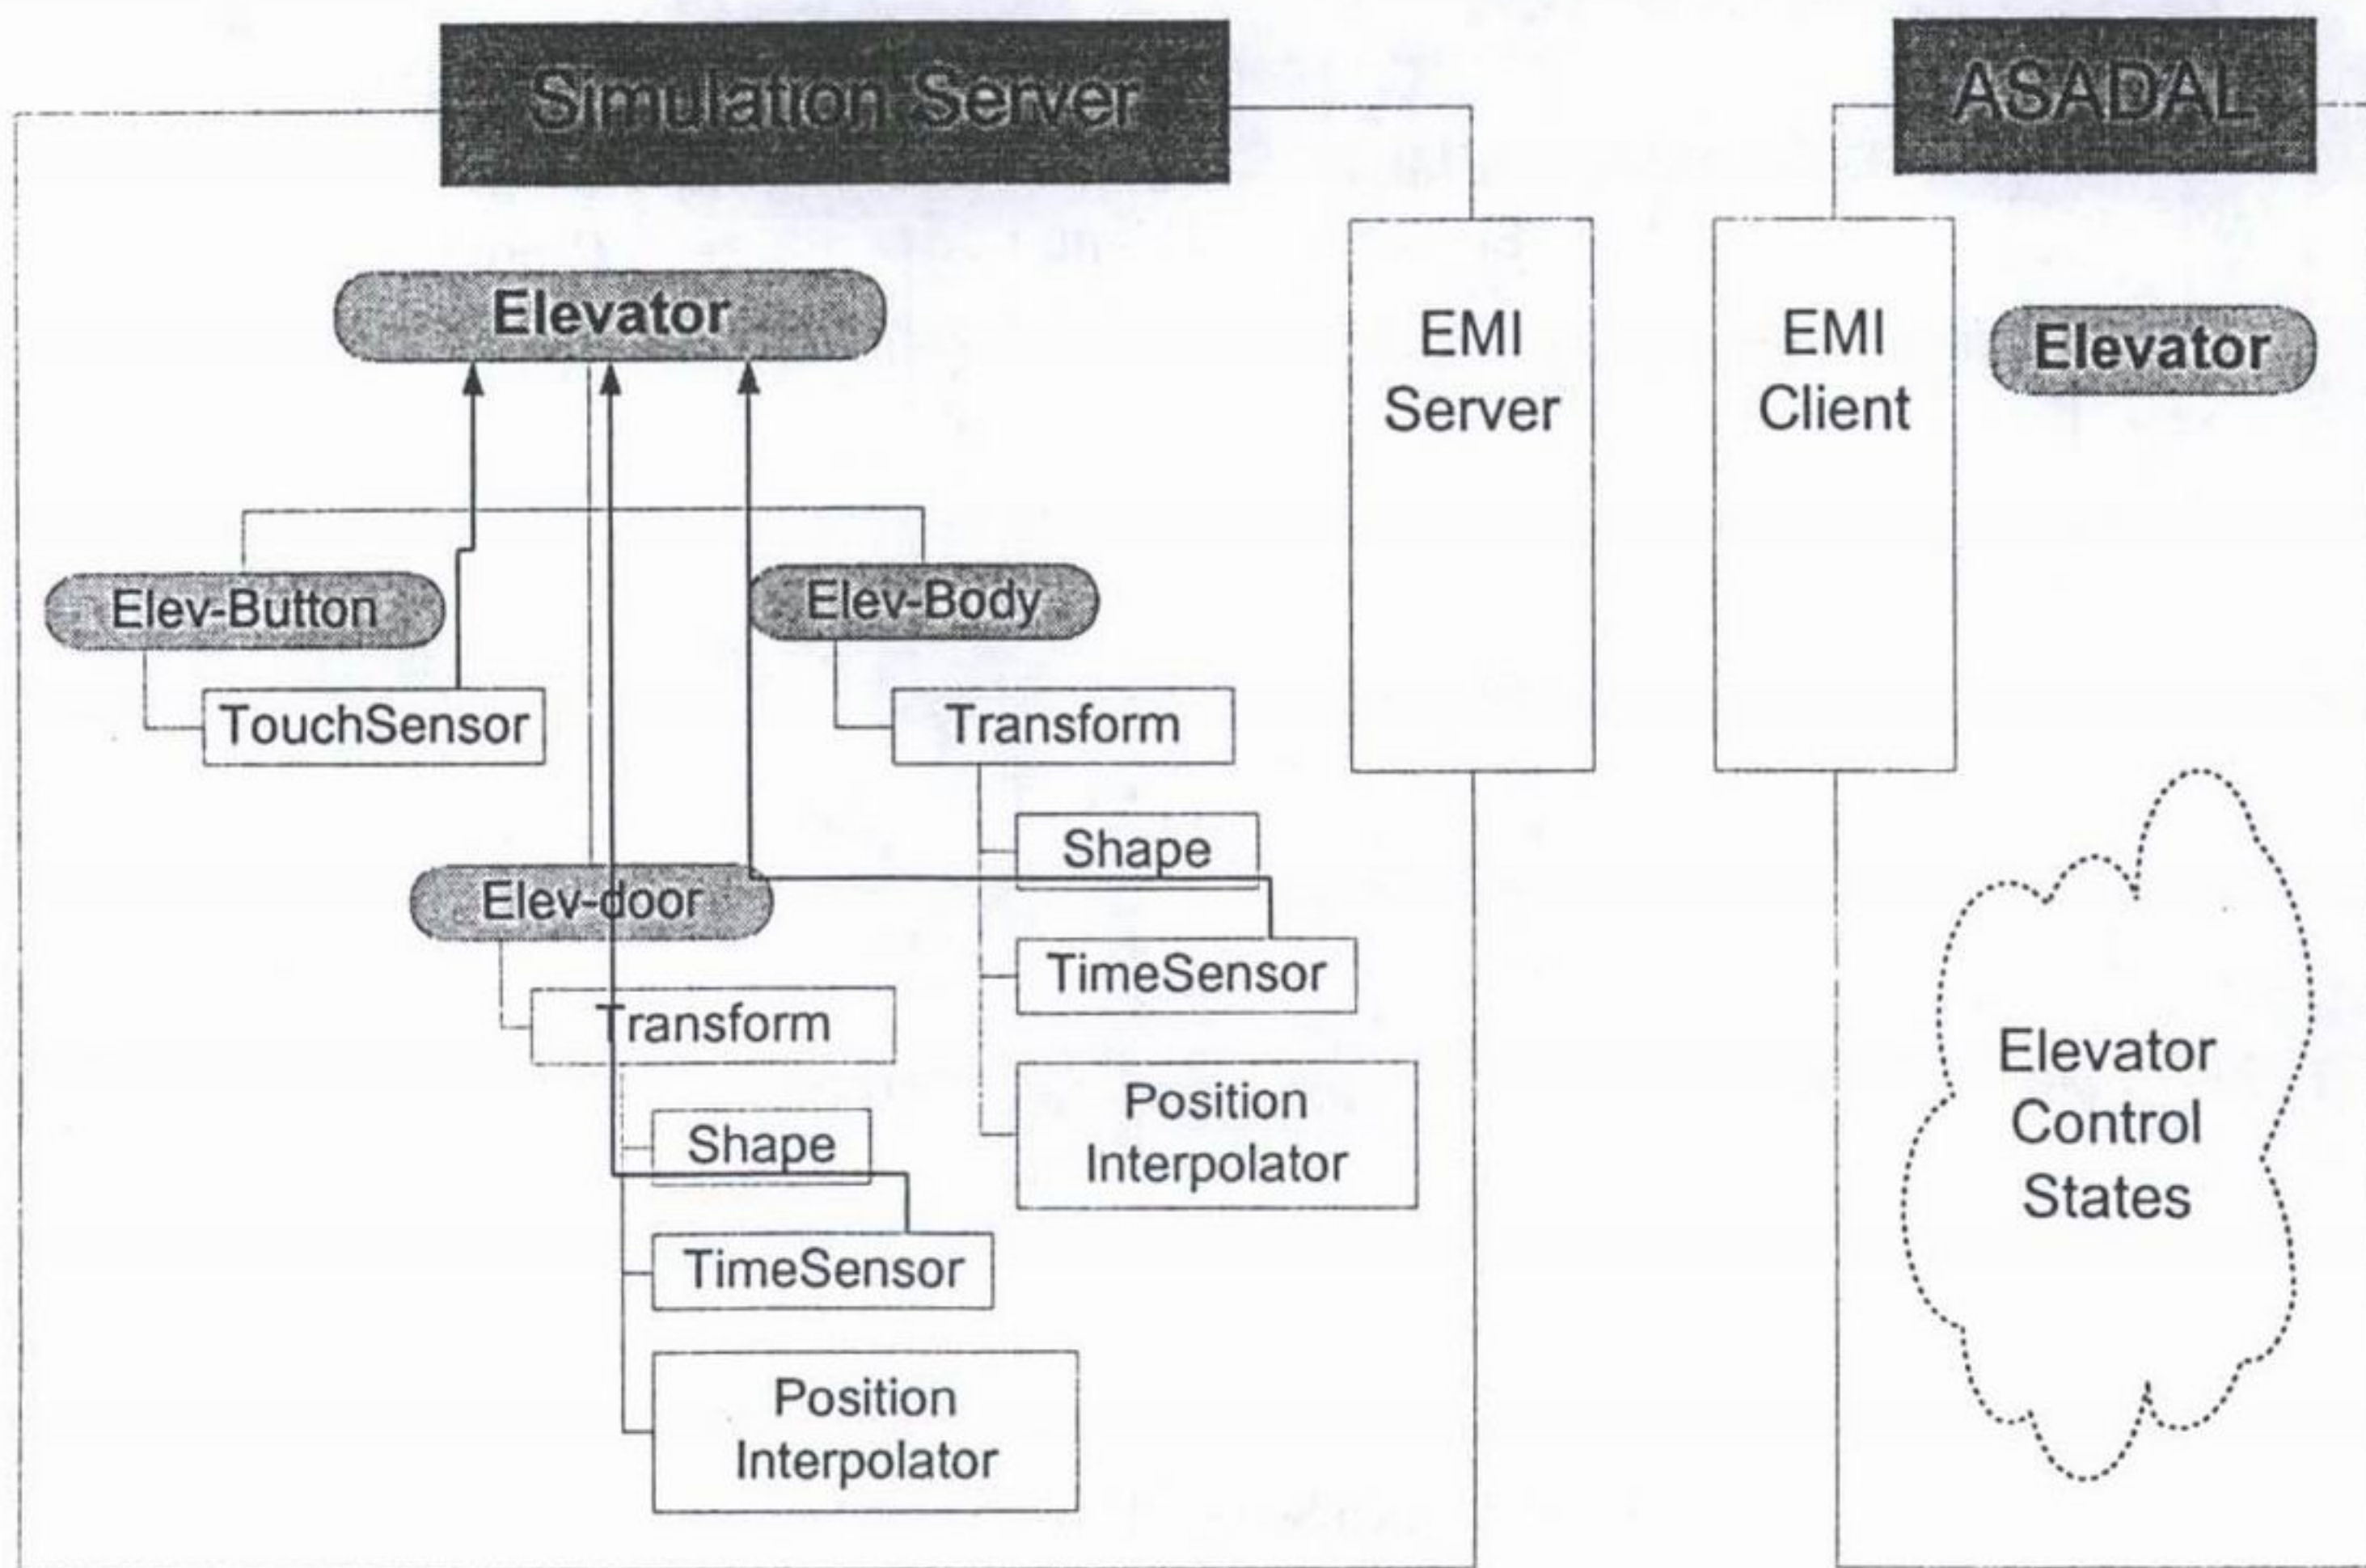 Simulation Server
ASADAL
Elevator
EMI
Server
EMI
Client
Elevator
Elev-Button
Elev-Body
TouchSensor
Transform
Shape
Elev-door
TimeSensor
Transform
Position
Interpolator
Shape
TimeSensor
Position
Interpolator
Elevator
Control
States